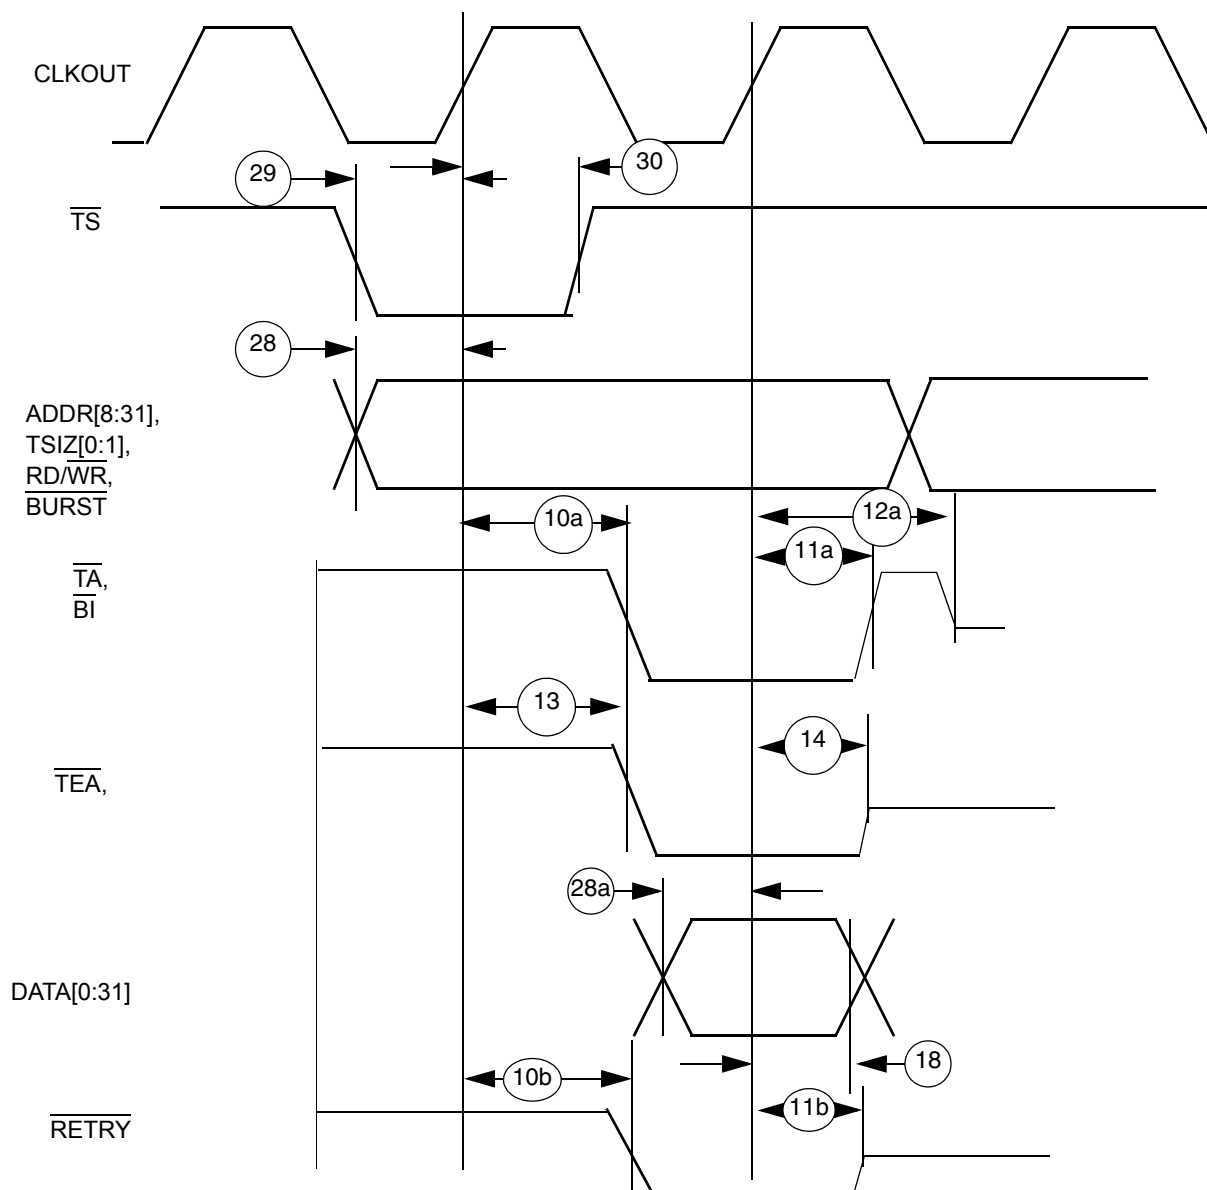 CLKOUT
29
30
TS
28
ADDR[8:31],
TSIZ[0:1],
RD/WR,
BURST
10a
12a
11a
TA,
BI
13
14
TEA,
28a
DATA[0:31]
18
10b
11b
RETRY